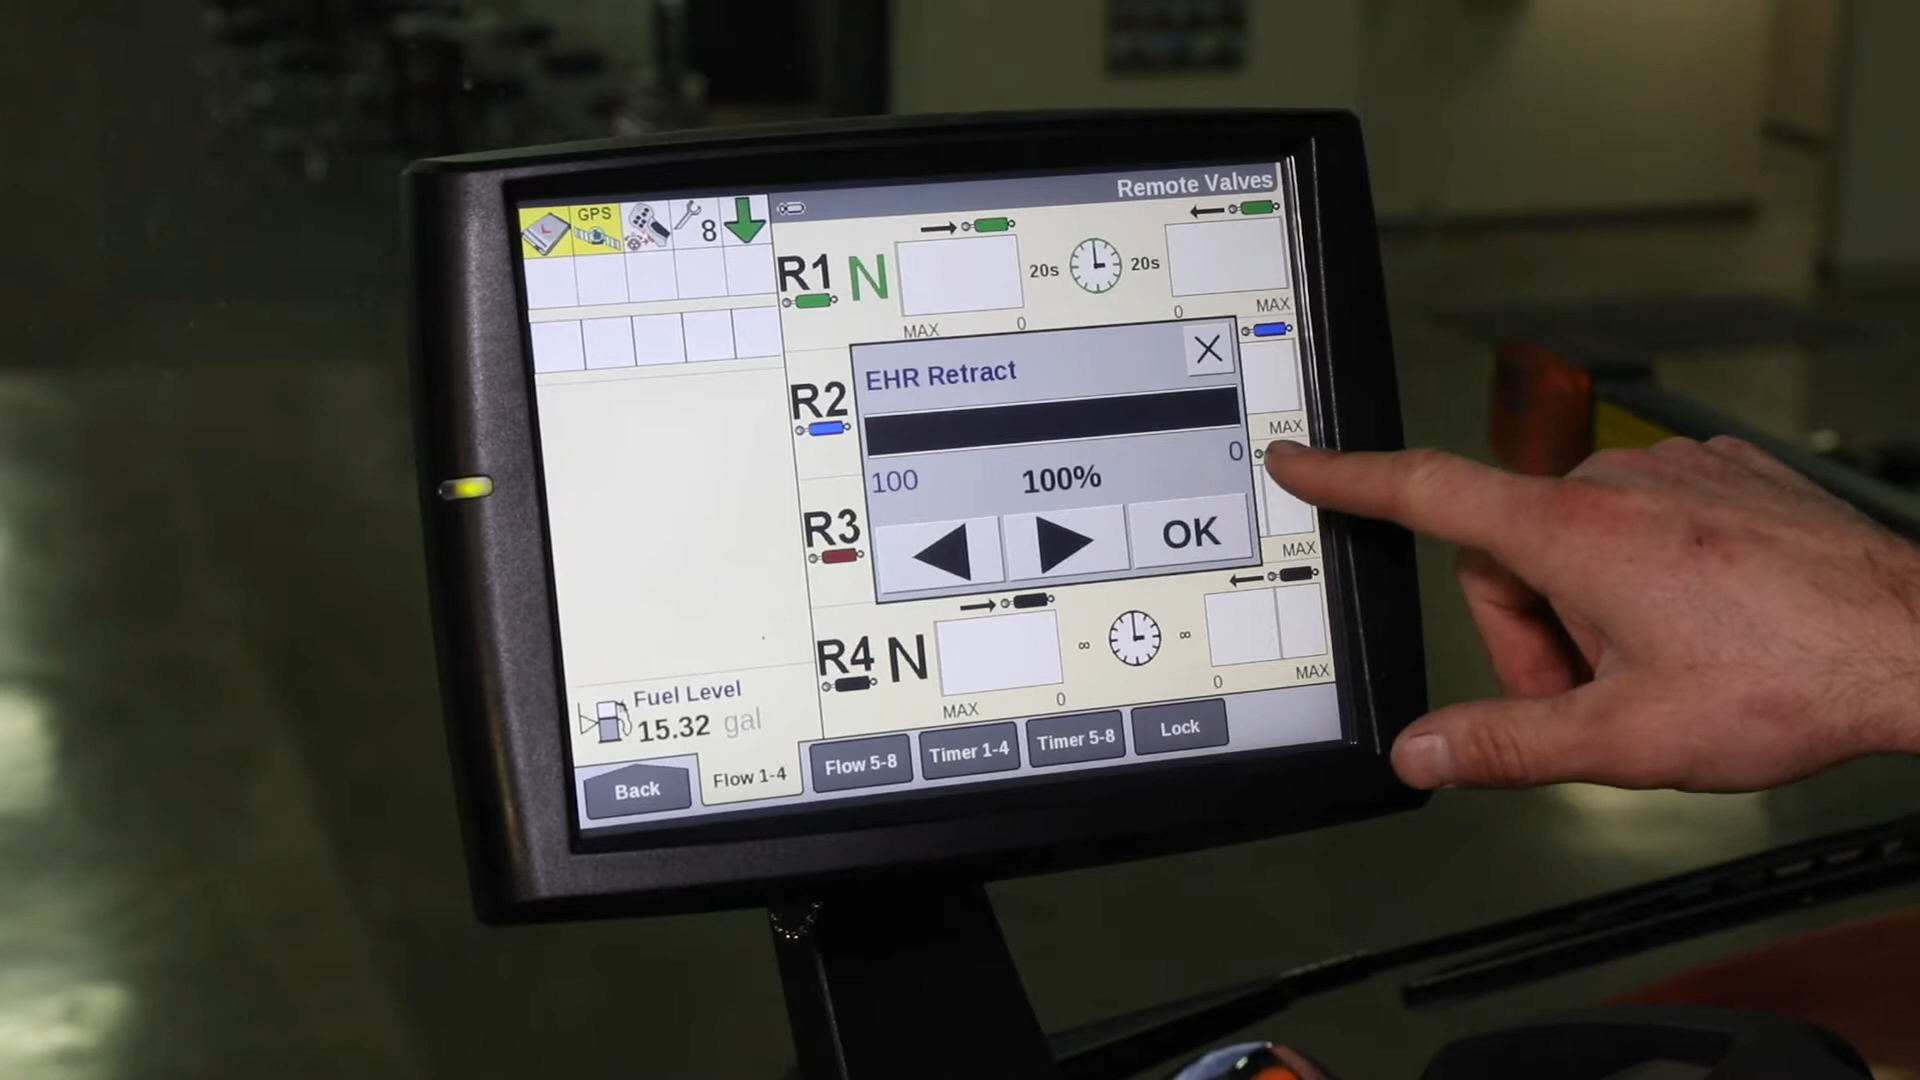 Remote Valves
GPS
8
R1 N
20s
20s
MAX
0
0
MAX
EHR Retract
R2
MAX
100
100%
0
R3
OK
MAX
R4 N
∞
∞
MAX
0
0
MAX
Fuel Level
15.32 gal
Back
Flow 1-4
Flow 5-8
Timer 1-4
Timer 5-8
Lock